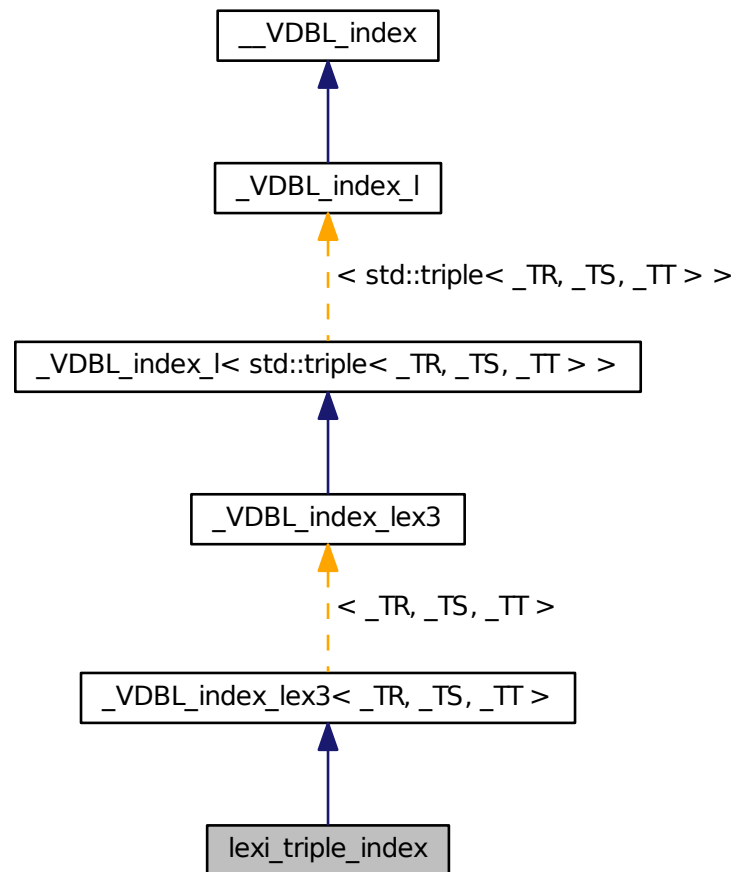 __VDBL_index
_VDBL_index_l
< std::triple< _TR, _TS, _TT > >
_VDBL_index_l< std::triple< _TR, _TS, _TT > >
_VDBL_index_lex3
< _TR, _TS, _TT >
_VDBL_index_lex3< _TR, _TS, _TT >
lexi_triple_index